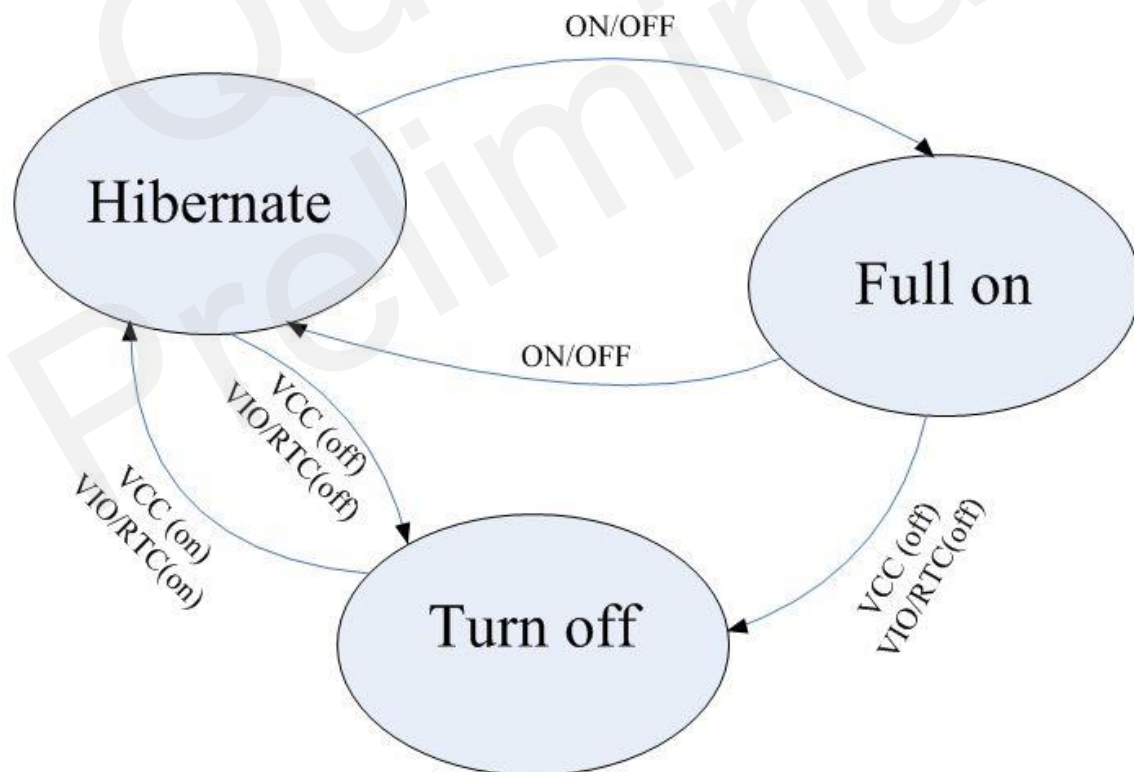 ON/OFF
Hibernate
Full on
ON/OFF
VCC (off)
VIO/RTC(off)
VCC (on)
VIO/RTC(on)
VCC (off)
VIO/RTC(off)
Turn off